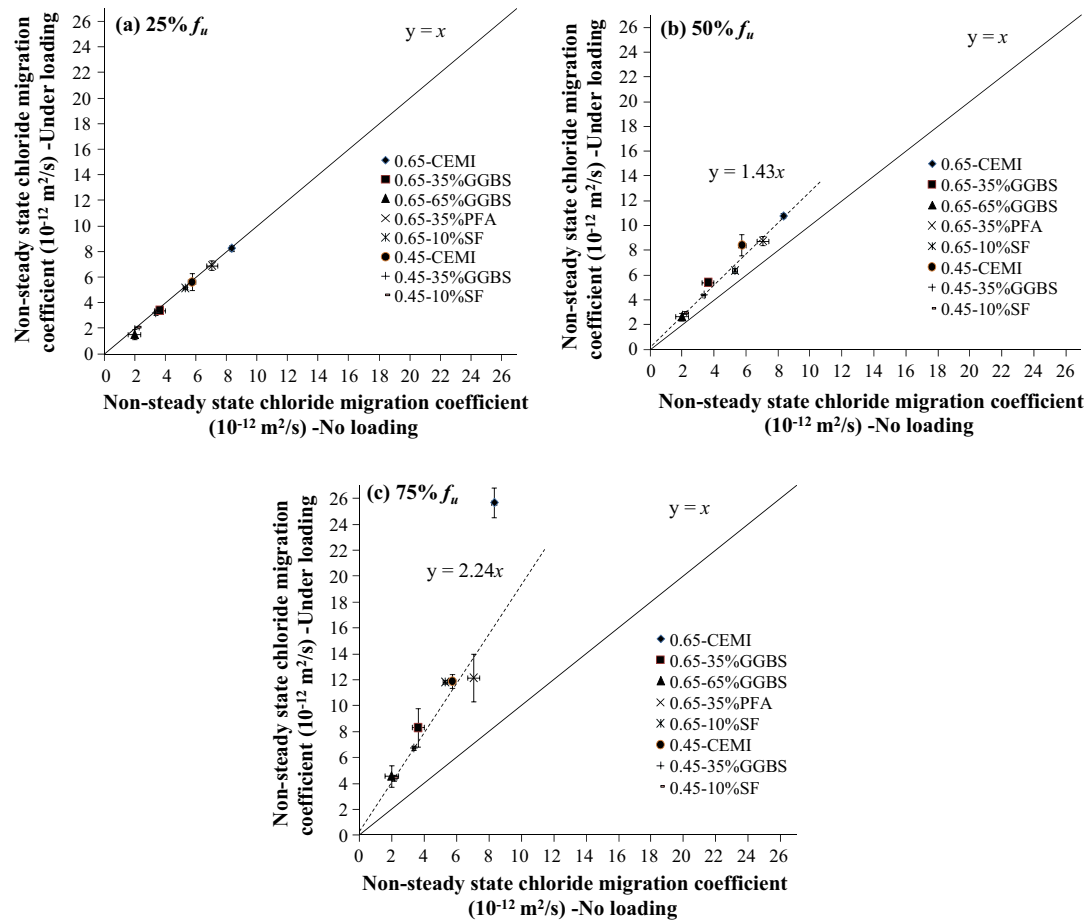 Non-steady state chloride migration
coefficient (10-12 m2/s) -Under loading
26
24
22
20
18
16
14
12
10
8
6
4
2
0
(a) 25% fu
y = x
0.65-CEMI
0.65-35%GGBS
0.65-65%GGBS
0.65-35%PFA
0.65-10%SF
0.45-CEMI
0.45-35%GGBS
0.45-10%SF
0 2 4 6 8 10 12 14 16 18 20 22 24 26
Non-steady state chloride migration coefficient
(10-12 m2/s) -No loading
Non-steady state chloride migration
coefficient (10-12 m2/s) -Under loading
26
24
22
20
18
16
14
12
10
8
6
4
2
0
(b) 50% fu
y = x
y = 1.43x
0.65-CEMI
0.65-35%GGBS
0.65-65%GGBS
0.65-35%PFA
0.65-10%SF
0.45-CEMI
0.45-35%GGBS
0.45-10%SF
0 2 4 6 8 10 12 14 16 18 20 22 24 26
Non-steady state chloride migration coefficient
(10-12 m2/s) -No loading
Non-steady state chloride migration
coefficient (10-12 m2/s) -Under loading
26
24
22
20
18
16
14
12
10
8
6
4
2
0
(c) 75% fu
y = x
y = 2.24x
0.65-CEMI
0.65-35%GGBS
0.65-65%GGBS
0.65-35%PFA
0.65-10%SF
0.45-CEMI
0.45-35%GGBS
0.45-10%SF
0 2 4 6 8 10 12 14 16 18 20 22 24 26
Non-steady state chloride migration coefficient
(10-12 m2/s) -No loading